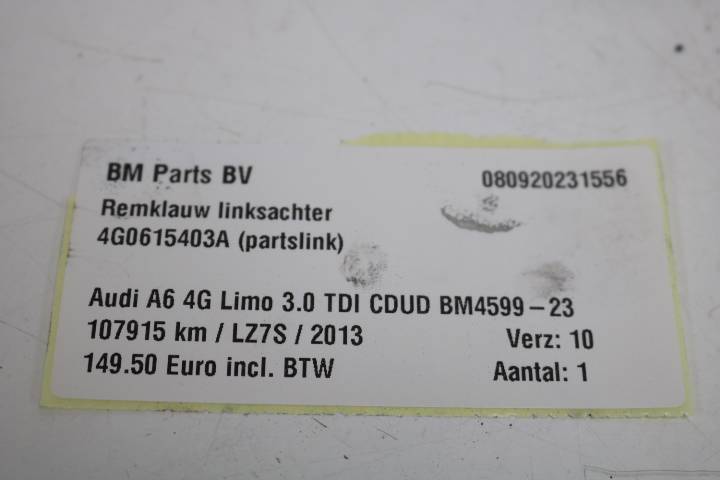 BM Parts BV 080920231556
Remklauw linksachter
4G0615403A (partslink)
Audi A6 4G Limo 3.0 TDI CDUD BM4599-23
107915 km / LZ7S / 2013 Verz: 10
149.50 Euro incl. BTW Aantal: 1